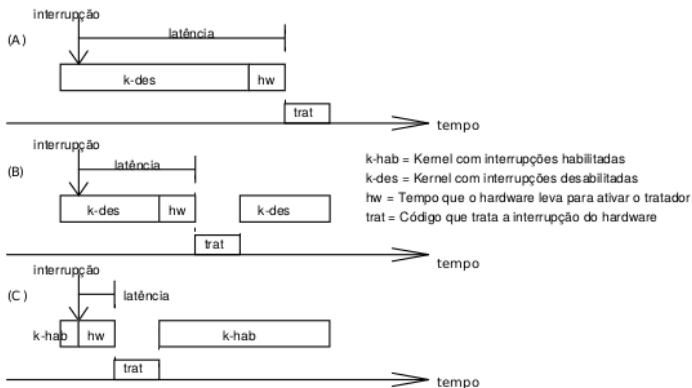 interrupção
(A)
latência
k-des
hw
trat
tempo
interrupção
(B)
latência
k-des
hw
k-des
trat
tempo
k-hab = Kernel com interrupções habilitadas
k-des = Kernel com interrupções desabilitadas
hw = Tempo que o hardware leva para ativar o tratador
trat = Código que trata a interrupção do hardware
interrupção
(C)
latência
k-hab
hw
k-hab
trat
tempo